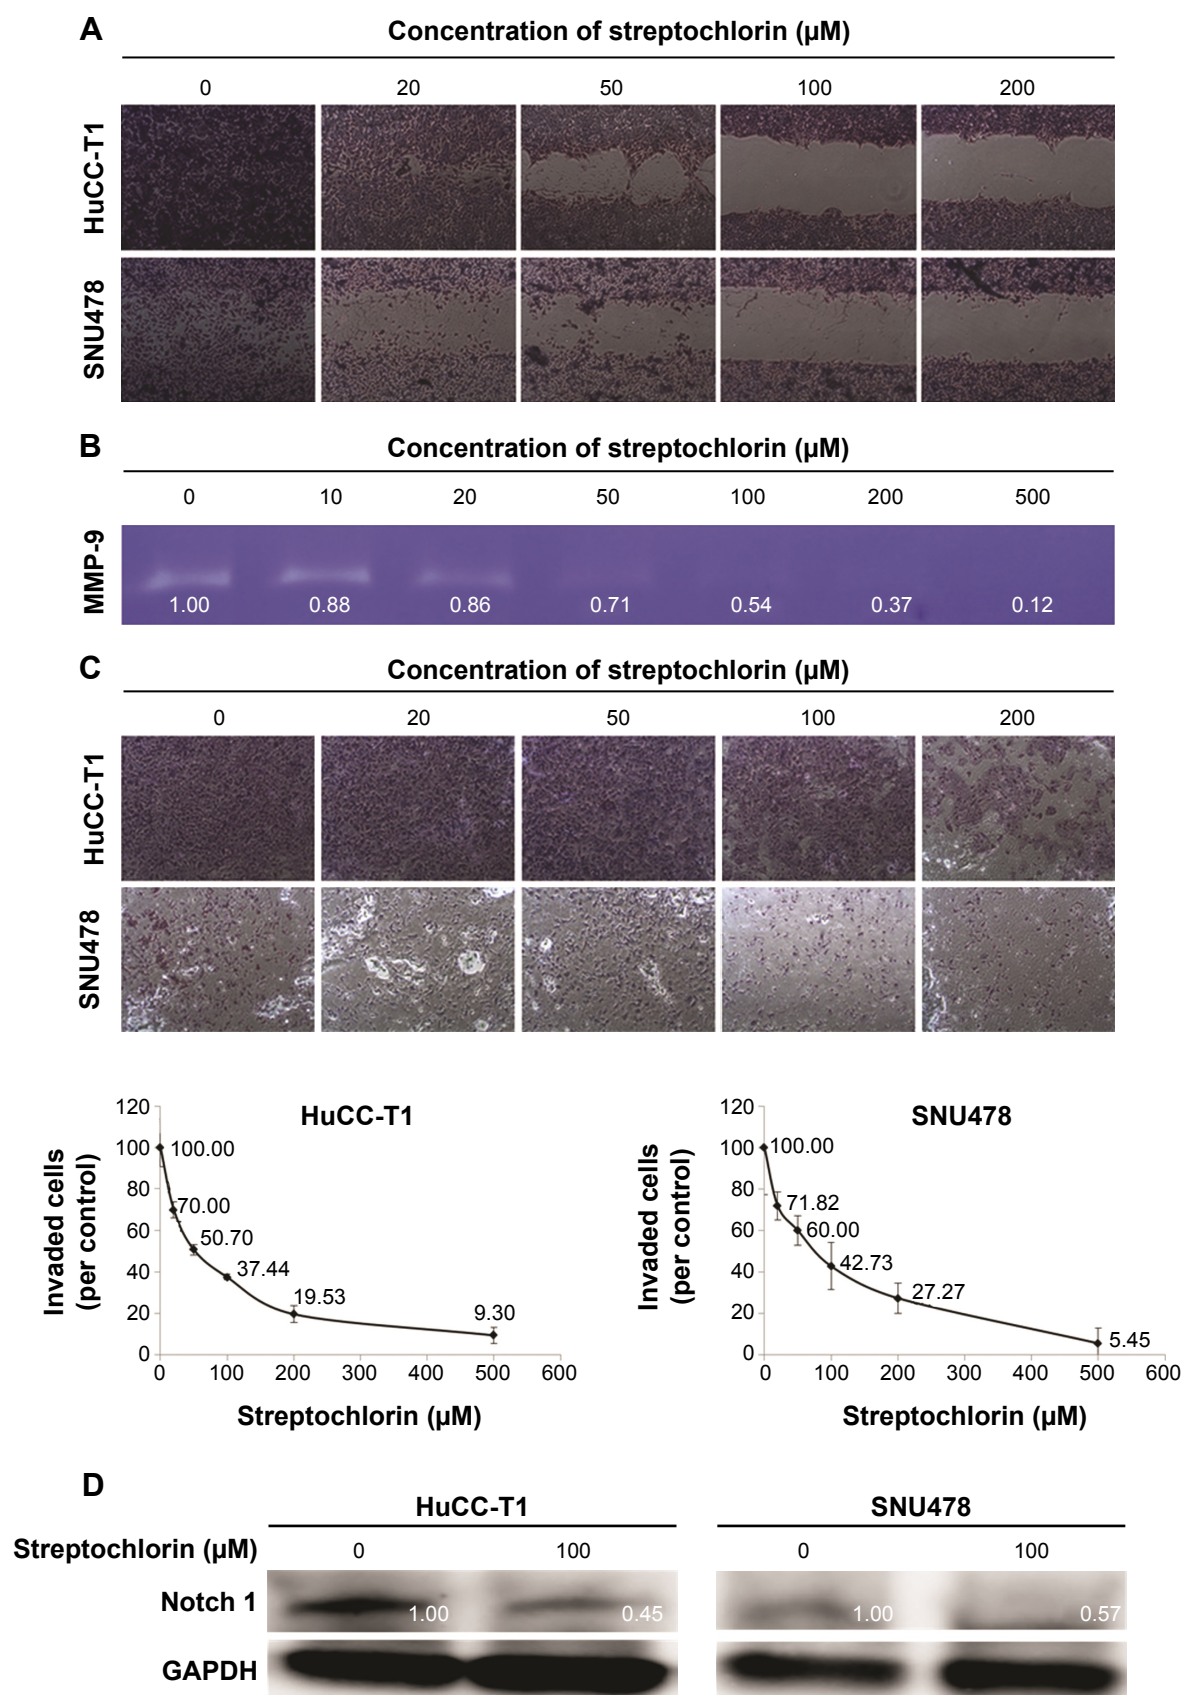 A
Concentration of streptochlorin (µM)
0 20 50 100 200
HuCC-T1
SNU478
B
Concentration of streptochlorin (µM)
0 10 20 50 100 200 500
MMP-9
1.00 0.88 0.86 0.71 0.54 0.37 0.12
C
Concentration of streptochlorin (µM)
0 20 50 100 200
HuCC-T1
SNU478
HuCC-T1
Invaded cells
(per control)
120
100
80
60
40
20
0
100.00
70.00
50.70
37.44
19.53
9.30
0 100 200 300 400 500 600
Streptochlorin (µM)
SNU478
Invaded cells
(per control)
120
100
80
60
40
20
0
100.00
71.82
60.00
42.73
27.27
5.45
0 100 200 300 400 500 600
Streptochlorin (µM)
D
HuCC-T1 SNU478
Streptochlorin (µM) 0 100 0 100
Notch 1 1.00 0.45 1.00 0.57
GAPDH